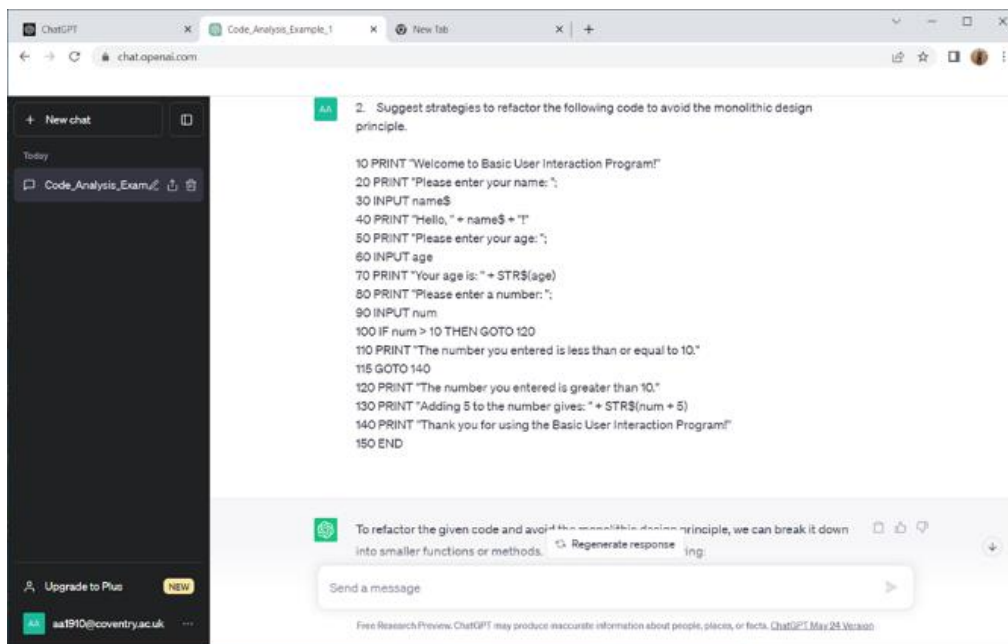 ChatGPT
Code_Analysis_Example_1
New Tab
chat.openai.com
+ New chat
Today
Code_Analysis_Exam
AA
2. Suggest strategies to refactor the following code to avoid the monolithic design
principle.
10 PRINT "Welcome to Basic User Interaction Program!"
20 PRINT "Please enter your name: ";
30 INPUT name$
40 PRINT "Hello, " + name$ + "!"
50 PRINT "Please enter your age: ";
60 INPUT age
70 PRINT "Your age is: " + STR$(age)
80 PRINT "Please enter a number: ";
90 INPUT num
100 IF num > 10 THEN GOTO 120
110 PRINT "The number you entered is less than or equal to 10."
115 GOTO 140
120 PRINT "The number you entered is greater than 10."
130 PRINT "Adding 5 to the number gives: " + STR$(num + 5)
140 PRINT "Thank you for using the Basic User Interaction Program!"
150 END
To refactor the given code and avoid the monolithic design principle, we can break it down
into smaller functions or methods.
Regenerate response
Send a message
Free Research Preview. ChatGPT may produce inaccurate information about people, places, or facts. ChatGPT May 24 Version
Upgrade to Plus
NEW
AA
aa1910@coventry.ac.uk